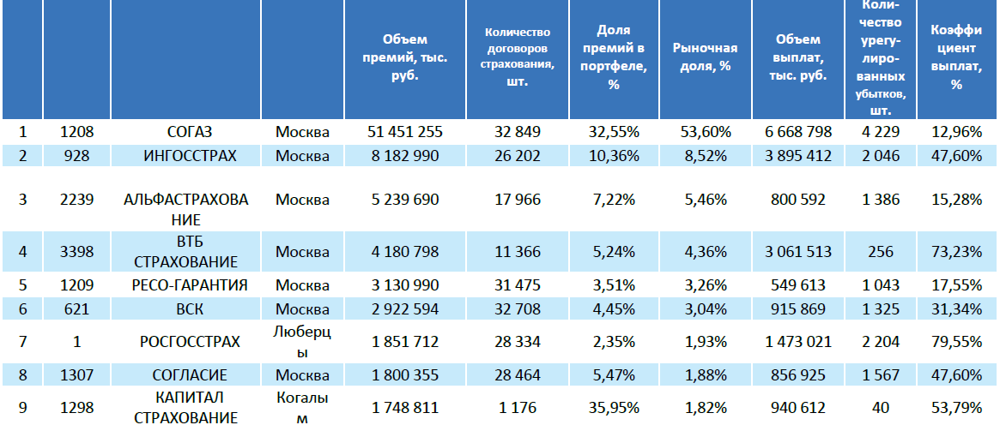 Объем премий, тыс. руб.
Количество договоров страхования, шт.
Доля премий в портфеле, %
Рыночная доля, %
Объем выплат, тыс. руб.
Коли-
чество
урегу-
лиро-
ванных
убытков,
шт.
Коэффи
циент
выплат,
%
1 1208 СОГАЗ Москва 51 451 255 32 849 32,55% 53,60% 6 668 798 4 229 12,96%
2 928 ИНГОССТРАХ Москва 8 182 990 26 202 10,36% 8,52% 3 895 412 2 046 47,60%
3 2239 АЛЬФАСТРАХОВА
НИЕ Москва 5 239 690 17 966 7,22% 5,46% 800 592 1 386 15,28%
4 3398 ВТБ
СТРАХОВАНИЕ Москва 4 180 798 11 366 5,24% 4,36% 3 061 513 256 73,23%
5 1209 РЕСО-ГАРАНТИЯ Москва 3 130 990 31 475 3,51% 3,26% 549 613 1 043 17,55%
6 621 ВСК Москва 2 922 594 32 708 4,45% 3,04% 915 869 1 325 31,34%
7 1 РОСГОССТРАХ Люберц
ы 1 851 712 28 334 2,35% 1,93% 1 473 021 2 204 79,55%
8 1307 СОГЛАСИЕ Москва 1 800 355 28 464 5,47% 1,88% 856 925 1 567 47,60%
9 1298 КАПИТАЛ
СТРАХОВАНИЕ Когалы
м 1 748 811 1 176 35,95% 1,82% 940 612 40 53,79%